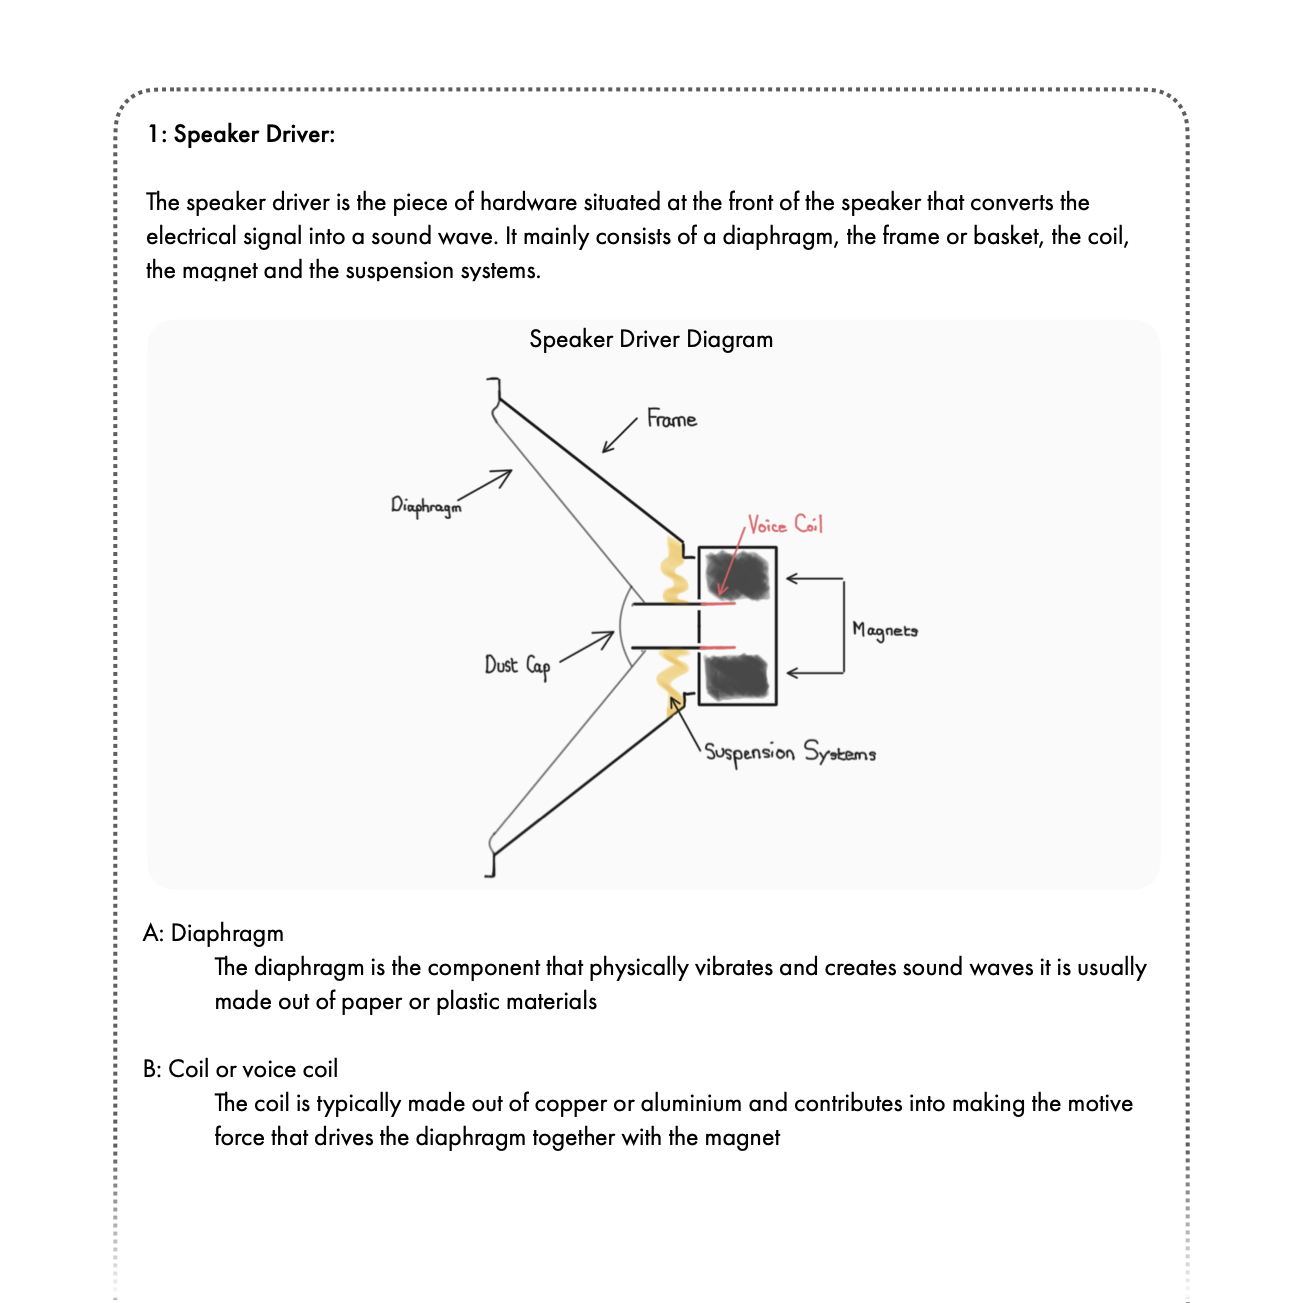 1: Speaker Driver:
The speaker driver is the piece of hardware situated at the front of the speaker that converts the
electrical signal into a sound wave. It mainly consists of a diaphragm, the frame or basket, the coil,
the magnet and the suspension systems.
Speaker Driver Diagram
Frame
Diaphragm
Voice Coil
Magnets
Dust Cap
Suspension Systems
A: Diaphragm
The diaphragm is the component that physically vibrates and creates sound waves it is usually
made out of paper or plastic materials
B: Coil or voice coil
The coil is typically made out of copper or aluminium and contributes into making the motive
force that drives the diaphragm together with the magnet